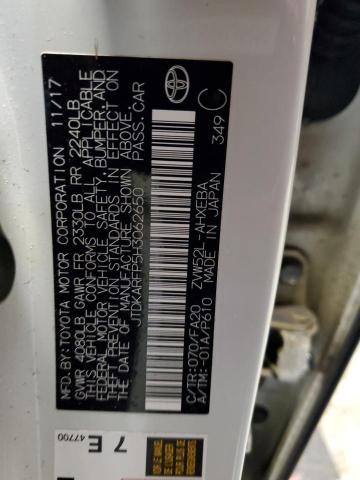 MFD.BY: TOYOTA MOTOR CORPORATION 11/17
GVWR 4080LB GAWR FR 2330LB RR 2240LB
THIS VEHICLE CONFORMS TO ALL APPLICABLE
FEDERAL MOTOR VEHICLE SAFETY, BUMPER, AND
THEFT PREVENTION STANDARDS IN EFFECT ON
THE DATE OF MANUFACTURE SHOWN ABOVE.
JTDKARFP5H3062650 PASS.CAR
C/TR: 070/FA20 ZVW52L-AHXEBA
A/TM: -01A/P610 MADE IN JAPAN
349 C
7 E
47700